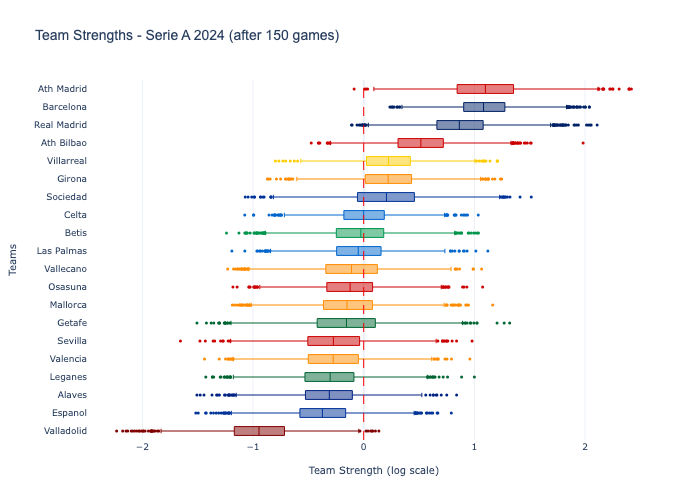 Team Strengths - Serie A 2024 (after 150 games)
Ath Madrid
Barcelona
Real Madrid
Ath Bilbao
Villarreal
Girona
Sociedad
Celta
Betis
Las Palmas
Vallecano
Osasuna
Mallorca
Getafe
Sevilla
Valencia
Leganes
Alaves
Espanol
Valladolid
Teams
−2 −1 0 1 2
Team Strength (log scale)